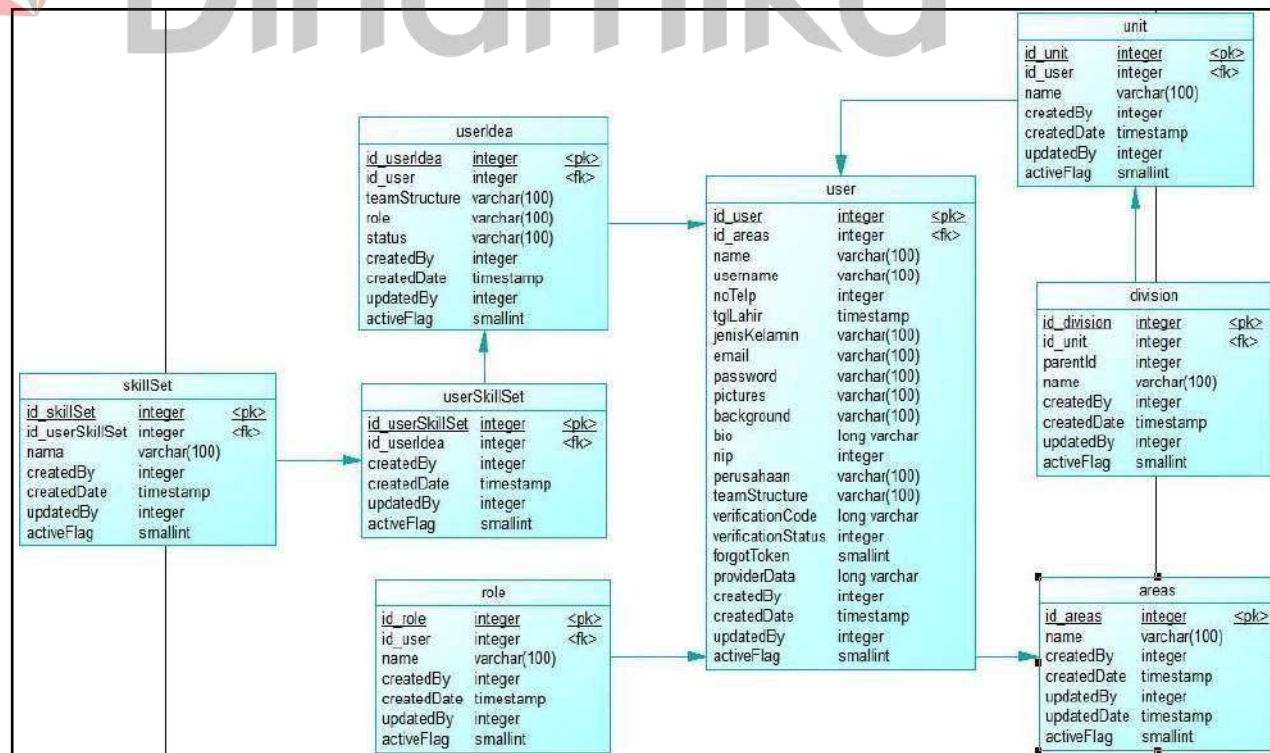 Dinamika
unit
id_unit integer <pk>
id_user integer <fk>
name varchar(100)
createdBy integer
createdDate timestamp
updatedBy integer
activeFlag smallint
userIdea
id_userIdea integer <pk>
id_user integer <fk>
teamStructure varchar(100)
role varchar(100)
status varchar(100)
createdBy integer
createdDate timestamp
updatedBy integer
activeFlag smallint
user
id_user integer <pk>
id_areas integer <fk>
name varchar(100)
username varchar(100)
noTelp integer
tglLahir timestamp
jenisKelamin varchar(100)
email varchar(100)
password varchar(100)
pictures varchar(100)
background varchar(100)
bio long varchar
nip integer
perusahaan varchar(100)
teamStructure varchar(100)
verificationCode long varchar
verificationStatus integer
forgotToken smallint
providerData long varchar
createdBy integer
createdDate timestamp
updatedBy integer
activeFlag smallint
division
id_division integer <pk>
id_unit integer <fk>
parentId integer
name varchar(100)
createdBy integer
createdDate timestamp
updatedBy integer
activeFlag smallint
skillSet
id_skillSet integer <pk>
id_userSkillSet integer <fk>
nama varchar(100)
createdBy integer
createdDate timestamp
updatedBy integer
activeFlag smallint
userSkillSet
id_userSkillSet integer <pk>
id_userIdea integer <fk>
createdBy integer
createdDate timestamp
updatedBy integer
activeFlag smallint
role
id_role integer <pk>
id_user integer <fk>
name varchar(100)
createdBy integer
createdDate timestamp
updatedBy integer
activeFlag smallint
areas
id_areas integer <pk>
name varchar(100)
createdBy integer
createdDate timestamp
updatedBy integer
updatedDate timestamp
activeFlag smallint